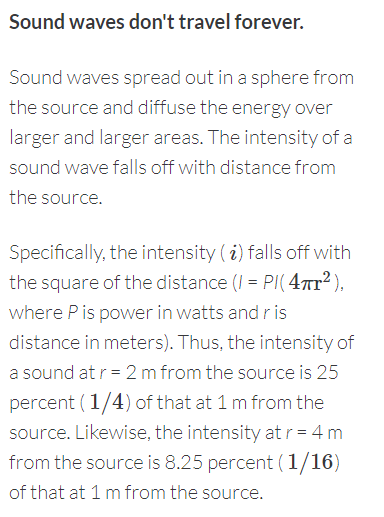 Sound waves don't travel forever.
Sound waves spread out in a sphere from
the source and diffuse the energy over
larger and larger areas. The intensity of a
sound wave falls off with distance from
the source.
Specifically, the intensity ( i) falls off with
the square of the distance (I = P/( 4πr²),
where P is power in watts and r is
distance in meters). Thus, the intensity of
a sound at r = 2 m from the source is 25
percent ( 1/4) of that at 1 m from the
source. Likewise, the intensity at r = 4 m
from the source is 8.25 percent ( 1/16)
of that at 1 m from the source.